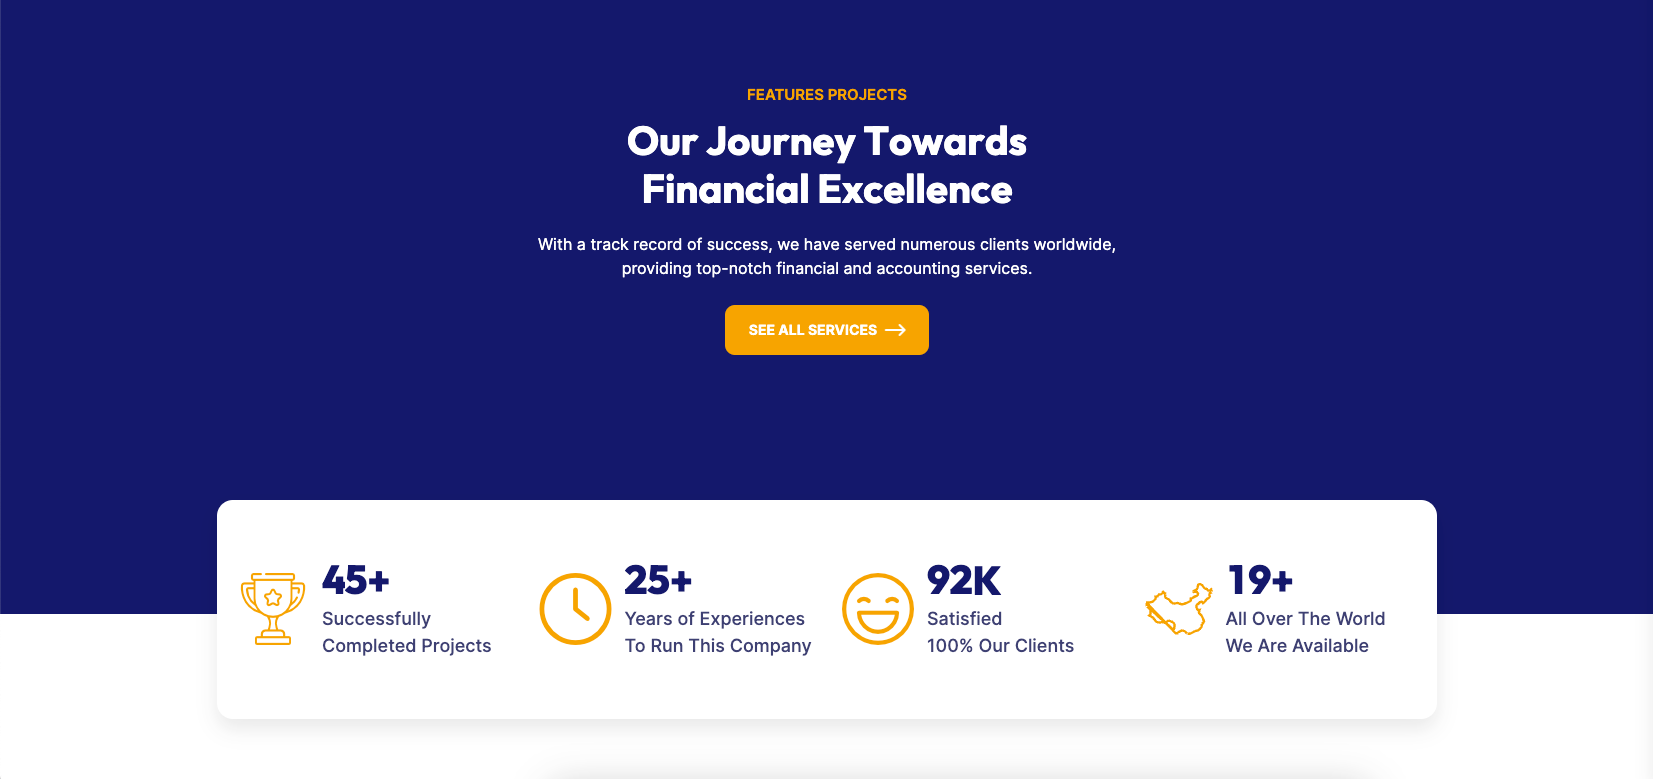 FEATURES PROJECTS
Our Journey Towards
Financial Excellence
With a track record of success, we have served numerous clients worldwide,
providing top-notch financial and accounting services.
SEE ALL SERVICES
45+
Successfully
Completed Projects
25+
Years of Experiences
To Run This Company
92K
Satisfied
100% Our Clients
19+
All Over The World
We Are Available